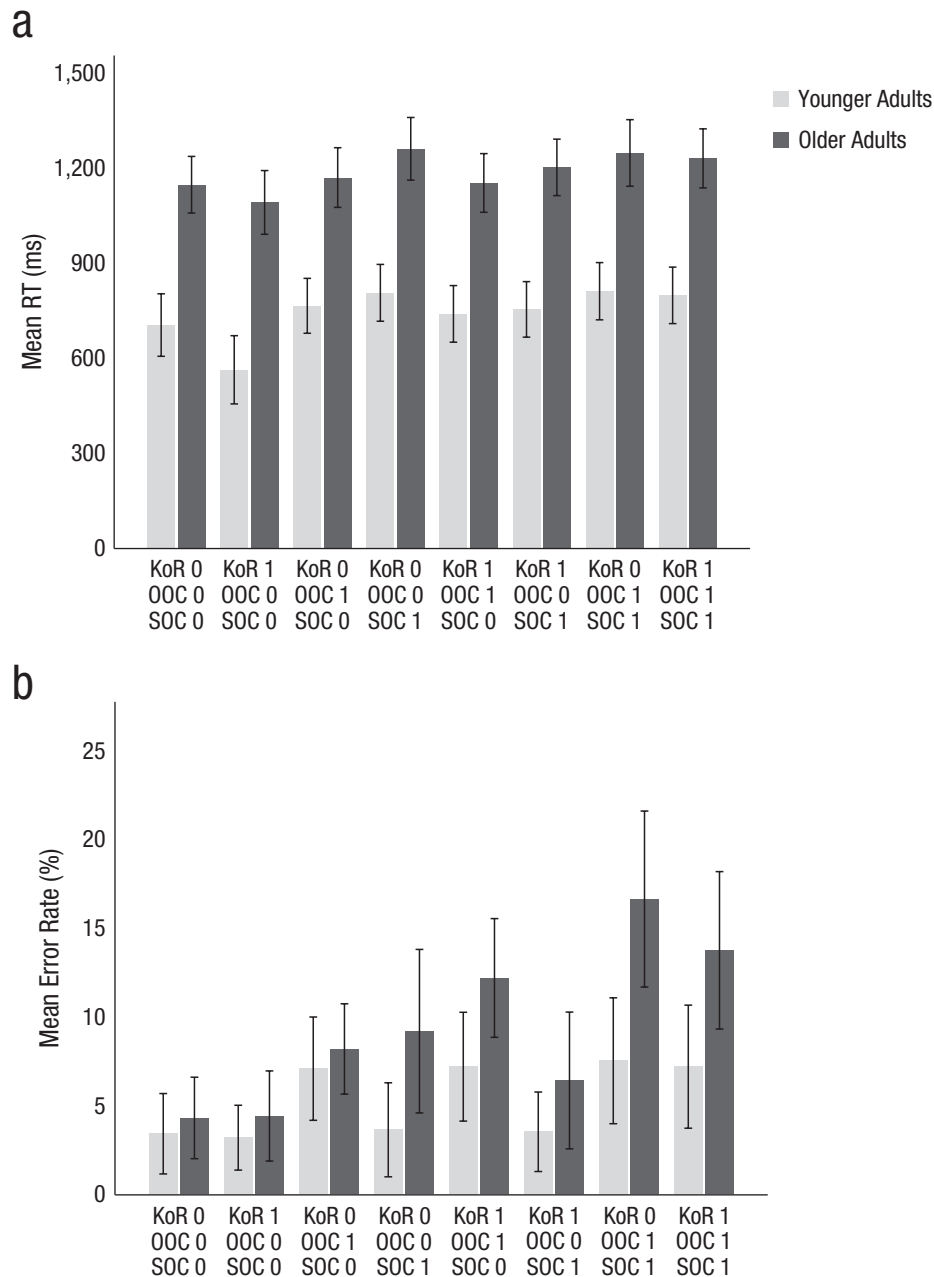 a
1,500
1,200
900
600
300
0
Mean RT (ms)
Younger Adults
Older Adults
KoR 0 KoR 1 KoR 0 KoR 0 KoR 1 KoR 1 KoR 0 KoR 1
OOC 0 OOC 0 OOC 1 OOC 0 OOC 1 OOC 0 OOC 1 OOC 1
SOC 0 SOC 0 SOC 0 SOC 1 SOC 0 SOC 1 SOC 1 SOC 1
b
25
20
15
10
5
0
Mean Error Rate (%)
KoR 0 KoR 1 KoR 0 KoR 0 KoR 1 KoR 1 KoR 0 KoR 1
OOC 0 OOC 0 OOC 1 OOC 0 OOC 1 OOC 0 OOC 1 OOC 1
SOC 0 SOC 0 SOC 0 SOC 1 SOC 0 SOC 1 SOC 1 SOC 1